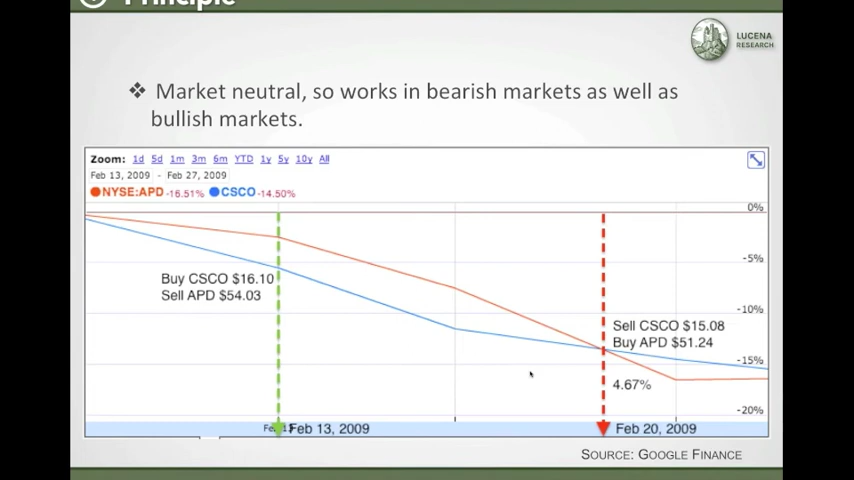 Principle
LUCENA
RESEARCH
❖ Market neutral, so works in bearish markets as well as
bullish markets.
Zoom: 1d 5d 1m 3m 6m YTD 1y 5y 10y All
Feb 13, 2009 - Feb 27, 2009
NYSE:APD -16.51% CSCO -14.50%
0%
-5%
Buy CSCO $16.10
Sell APD $54.03
-10%
Sell CSCO $15.08
Buy APD $51.24
-15%
4.67%
-20%
Feb 13, 2009
Feb 20, 2009
SOURCE: GOOGLE FINANCE